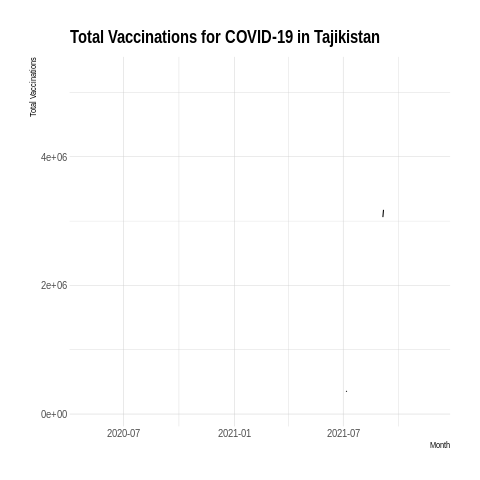 Total Vaccinations for COVID-19 in Tajikistan
Total Vaccinations
4e+06
2e+06
0e+00
2020-07
2021-01
2021-07
Month